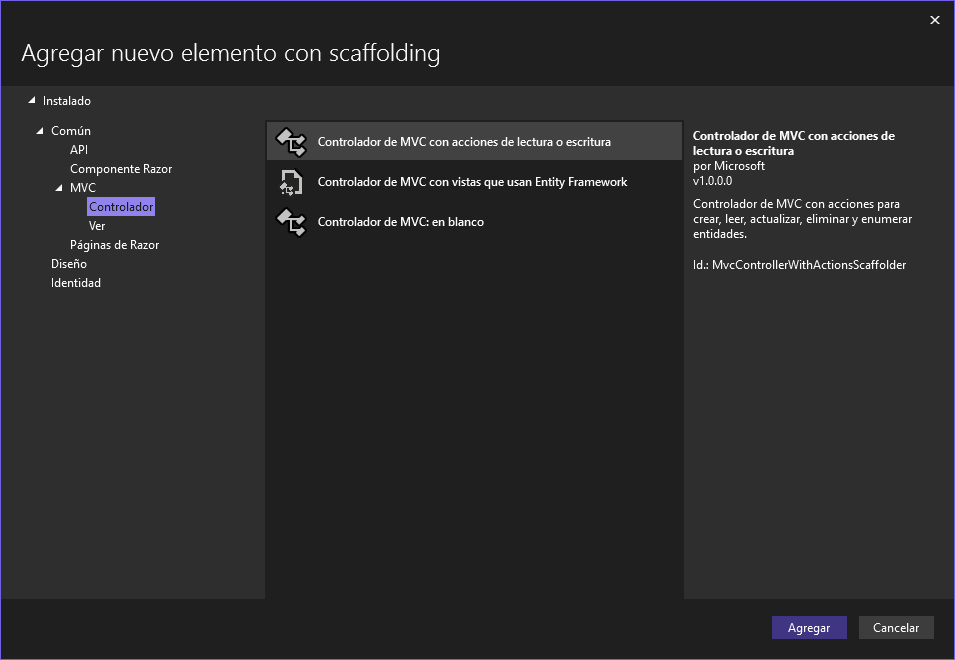 Agregar nuevo elemento con scaffolding
Instalado
Común
API
Componente Razor
MVC
Controlador
Ver
Páginas de Razor
Diseño
Identidad
Controlador de MVC con acciones de lectura o escritura
Controlador de MVC con vistas que usan Entity Framework
Controlador de MVC: en blanco
Controlador de MVC con acciones de
lectura o escritura
por Microsoft
v1.0.0.0
Controlador de MVC con acciones para
crear, leer, actualizar, eliminar y enumerar
entidades.
Id.: MvcControllerWithActionsScaffolder
Agregar
Cancelar